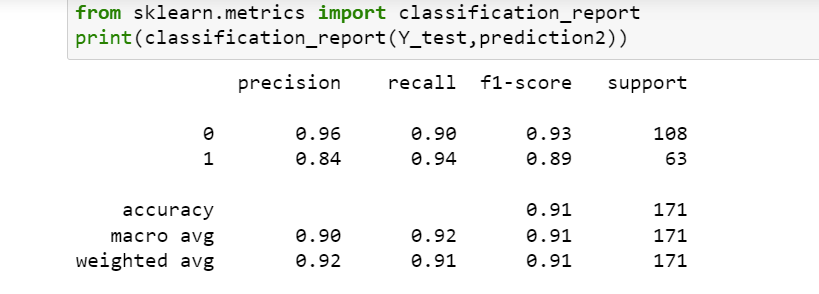 from sklearn.metrics import classification_report
print(classification_report(Y_test,prediction2))
precision recall f1-score support
0 0.96 0.90 0.93 108
1 0.84 0.94 0.89 63
accuracy 0.91 171
macro avg 0.90 0.92 0.91 171
weighted avg 0.92 0.91 0.91 171